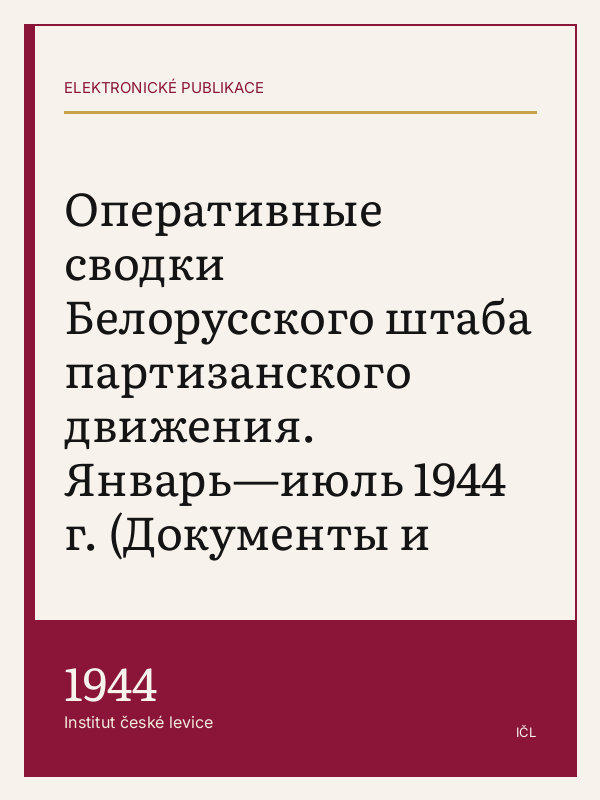 ELEKTRONICKÉ PUBLIKACE
Оперативные
сводки
Белорусского штаба
партизанского
движения.
Январь—июль 1944
г. (Документы и
1944
Institut české levice
IČL